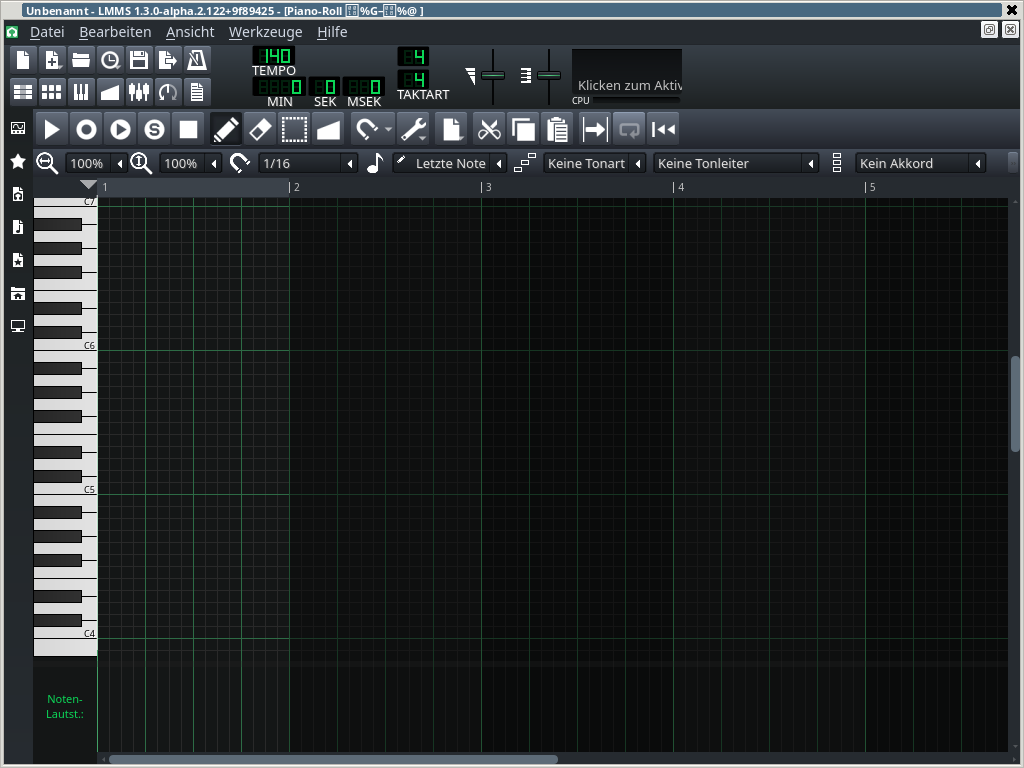 Unbenannt - LMMS 1.3.0-alpha.2.122+9f89425 - [Piano-Roll %G–%@ ]
Datei Bearbeiten Ansicht Werkzeuge Hilfe
140
TEMPO
0 0 0
MIN SEK MSEK
4
4
TAKTART
Klicken zum Aktiv
CPU
100% 100% 1/16 Letzte Note Keine Tonart Keine Tonleiter Kein Akkord
1 2 3 4 5
C7
C6
C5
C4
Noten-
Lautst.: